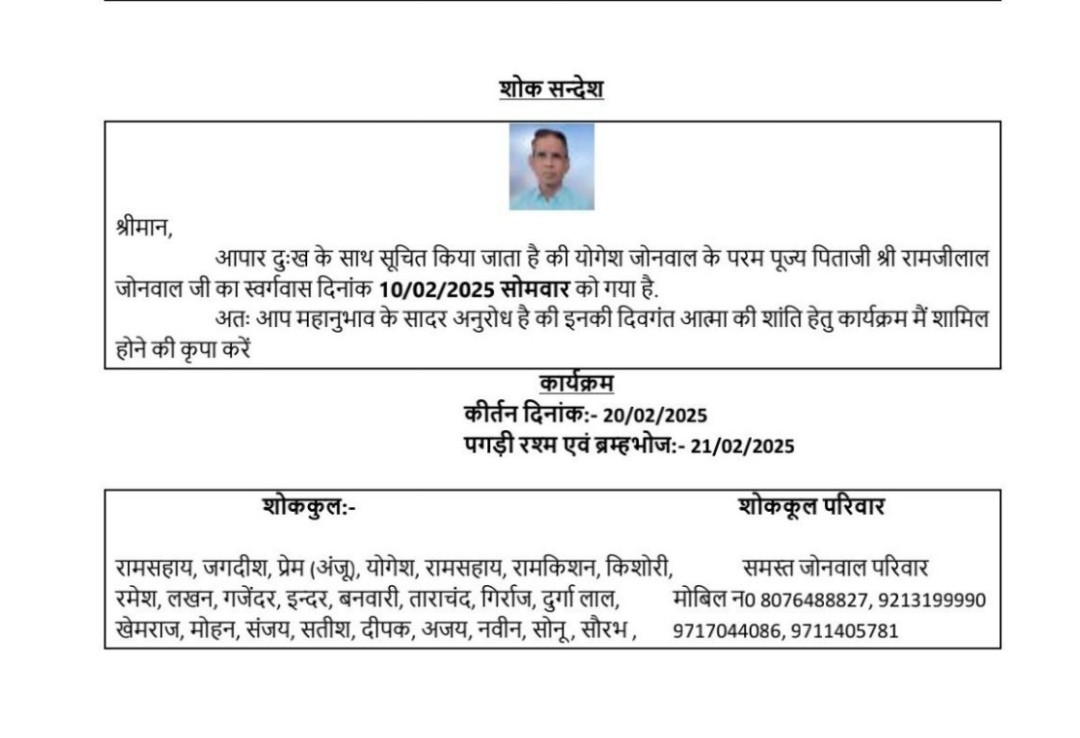 शोक सन्देश
श्रीमान,
आपार दुःख के साथ सूचित किया जाता है की योगेश जोनवाल के परम पूज्य पिताजी श्री रामजीलाल
जोनवाल जी का स्वर्गवास दिनांक 10/02/2025 सोमवार को गया है.
अतः आप महानुभाव के सादर अनुरोध है की इनकी दिवगंत आत्मा की शांति हेतु कार्यक्रम मैं शामिल
होने की कृपा करें
कार्यक्रम
कीर्तन दिनांक:- 20/02/2025
पगड़ी रश्म एवं ब्रम्हभोज:- 21/02/2025
शोककुल:-
रामसहाय, जगदीश, प्रेम (अंजू), योगेश, रामसहाय, रामकिशन, किशोरी,
रमेश, लखन, गजेंदर, इन्दर, बनवारी, ताराचंद, गिर्राज, दुर्गा लाल,
खेमराज, मोहन, संजय, सतीश, दीपक, अजय, नवीन, सोनू , सौरभ ,
शोककूल परिवार
समस्त जोनवाल परिवार
मोबिल न0 8076488827, 9213199990
9717044086, 9711405781